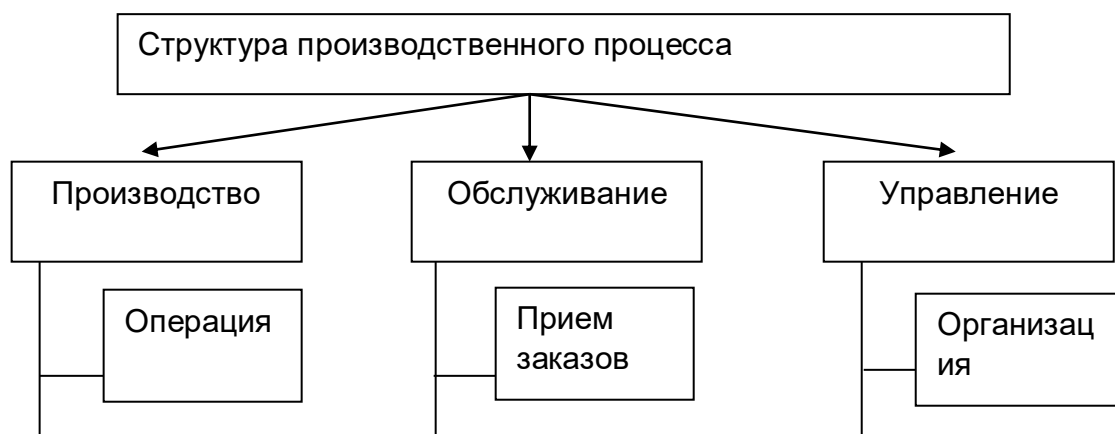 Структура производственного процесса
Производство
Обслуживание
Управление
Операция
Прием
заказов
Организац
ия